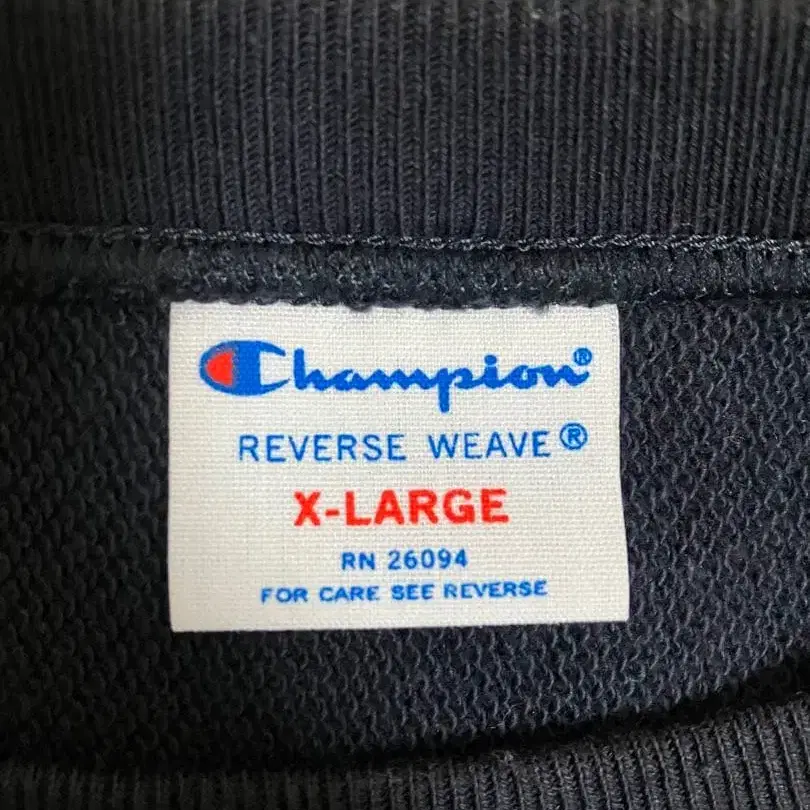 Champion®
REVERSE WEAVE®
X-LARGE
RN 26094
FOR CARE SEE REVERSE